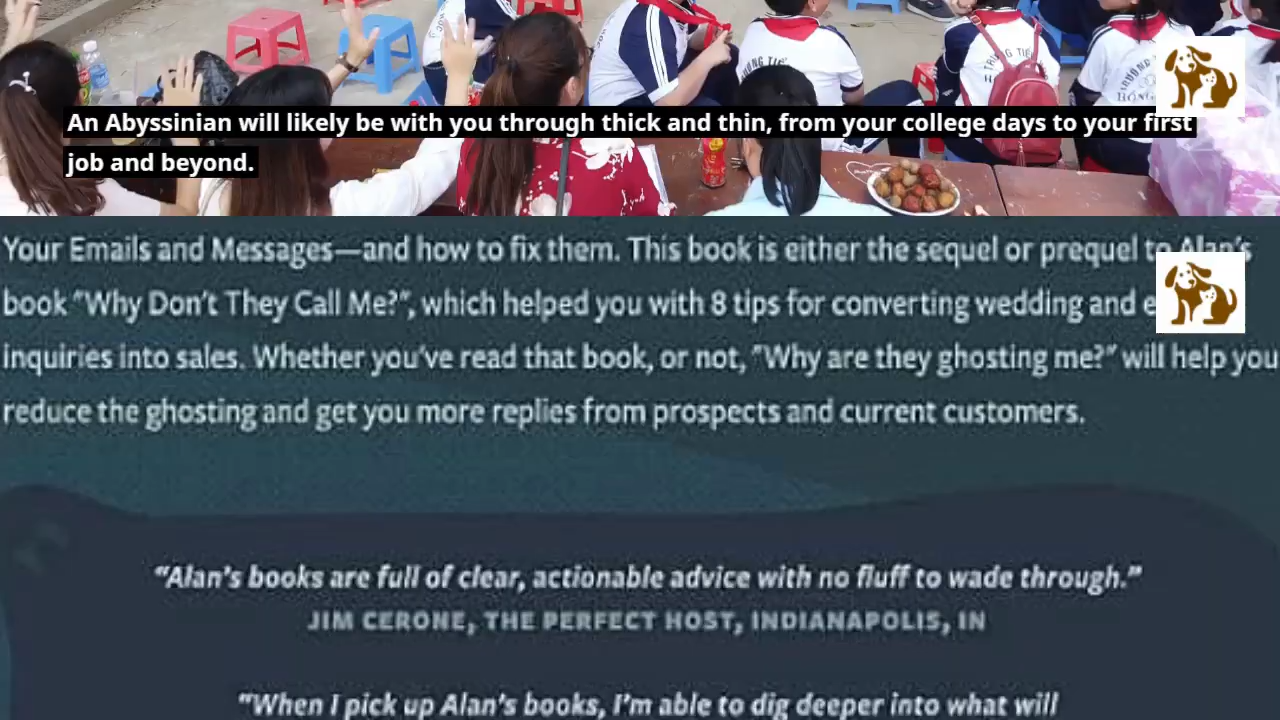 An Abyssinian will likely be with you through thick and thin, from your college days to your first
job and beyond.
Your Emails and Messages—and how to fix them. This book is either the sequel or prequel to Alan's
book "Why Don't They Call Me?", which helped you with 8 tips for converting wedding and
inquiries into sales. Whether you've read that book, or not, "Why are they ghosting me?" will help you
reduce the ghosting and get you more replies from prospects and current customers.
"Alan's books are full of clear, actionable advice with no fluff to wade through."
JIM CERONE, THE PERFECT HOST, INDIANAPOLIS, IN
"When I pick up Alan's books, I'm able to dig deeper into what will